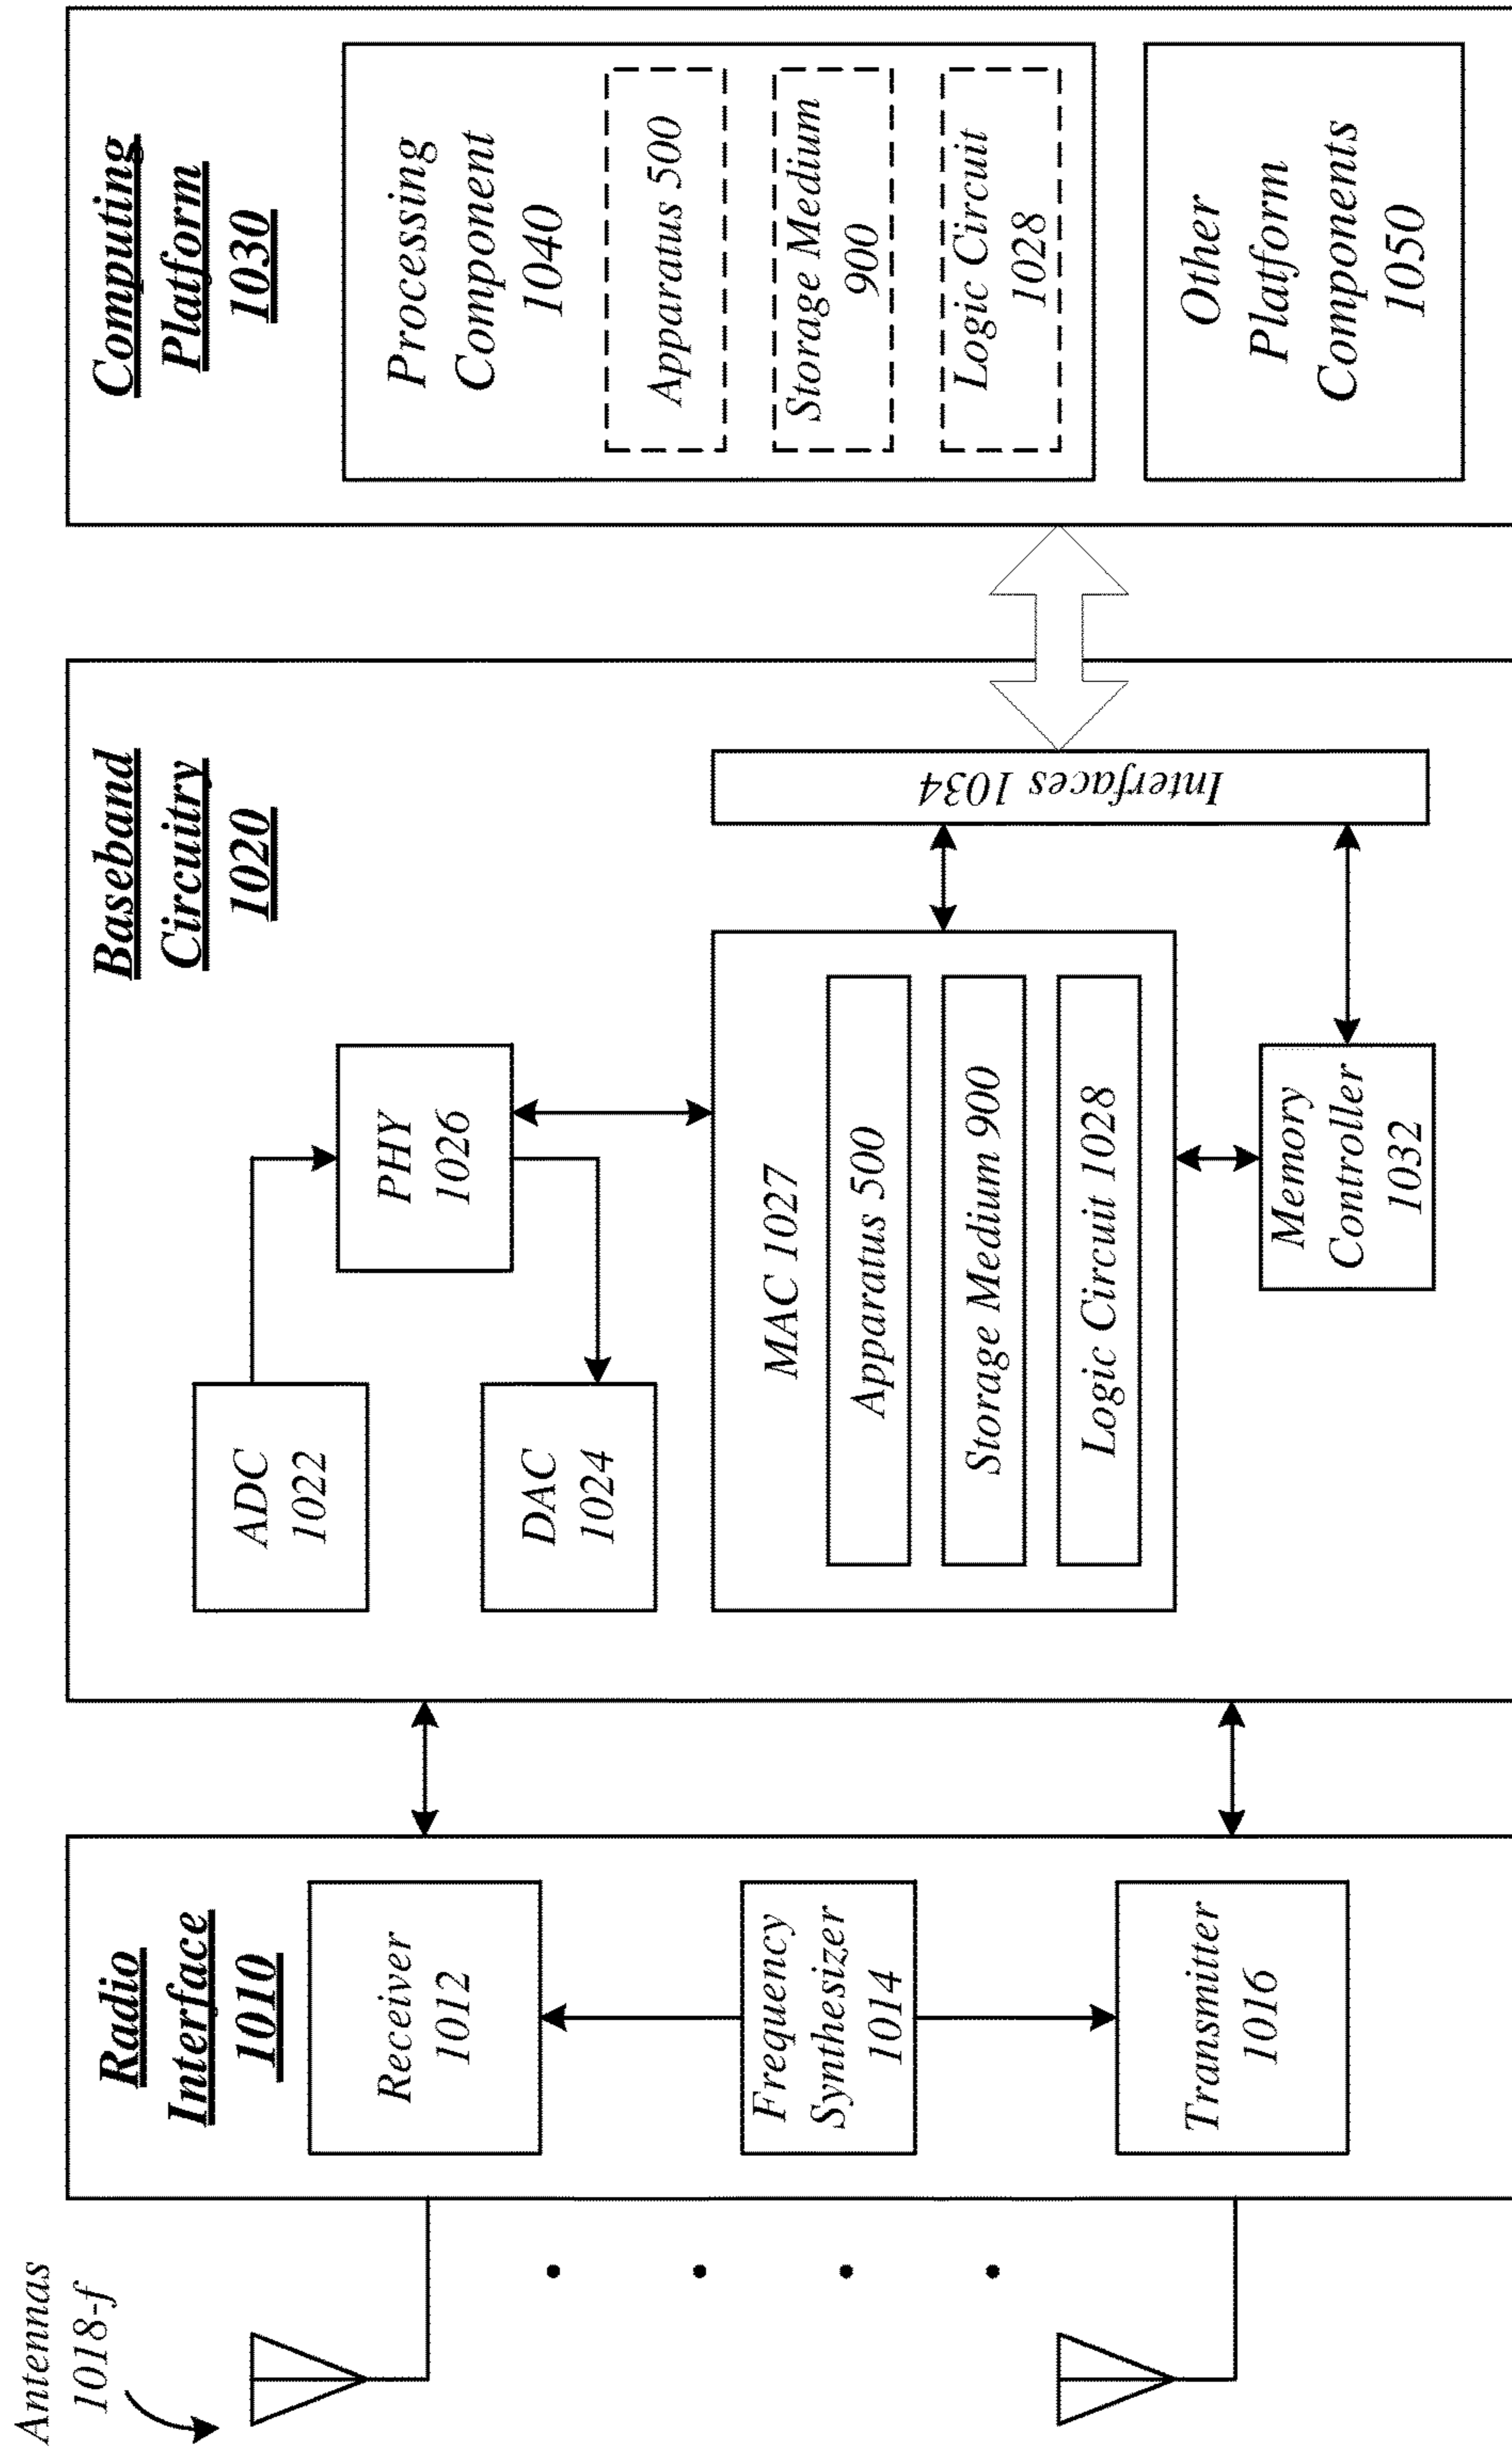 Antennas
1018-f
Radio
Interface
1010
Receiver
1012
Frequency
Synthesizer
1014
Transmitter
1016
Baseband
Circuitry
1020
ADC
1022
PHY
1026
DAC
1024
MAC 1027
Apparatus 500
Storage Medium 900
Logic Circuit 1028
Memory
Controller
1032
Interfaces 1034
Computing
Platform
1030
Processing
Component
1040
Apparatus 500
Storage Medium
900
Logic Circuit
1028
Other
Platform
Components
1050